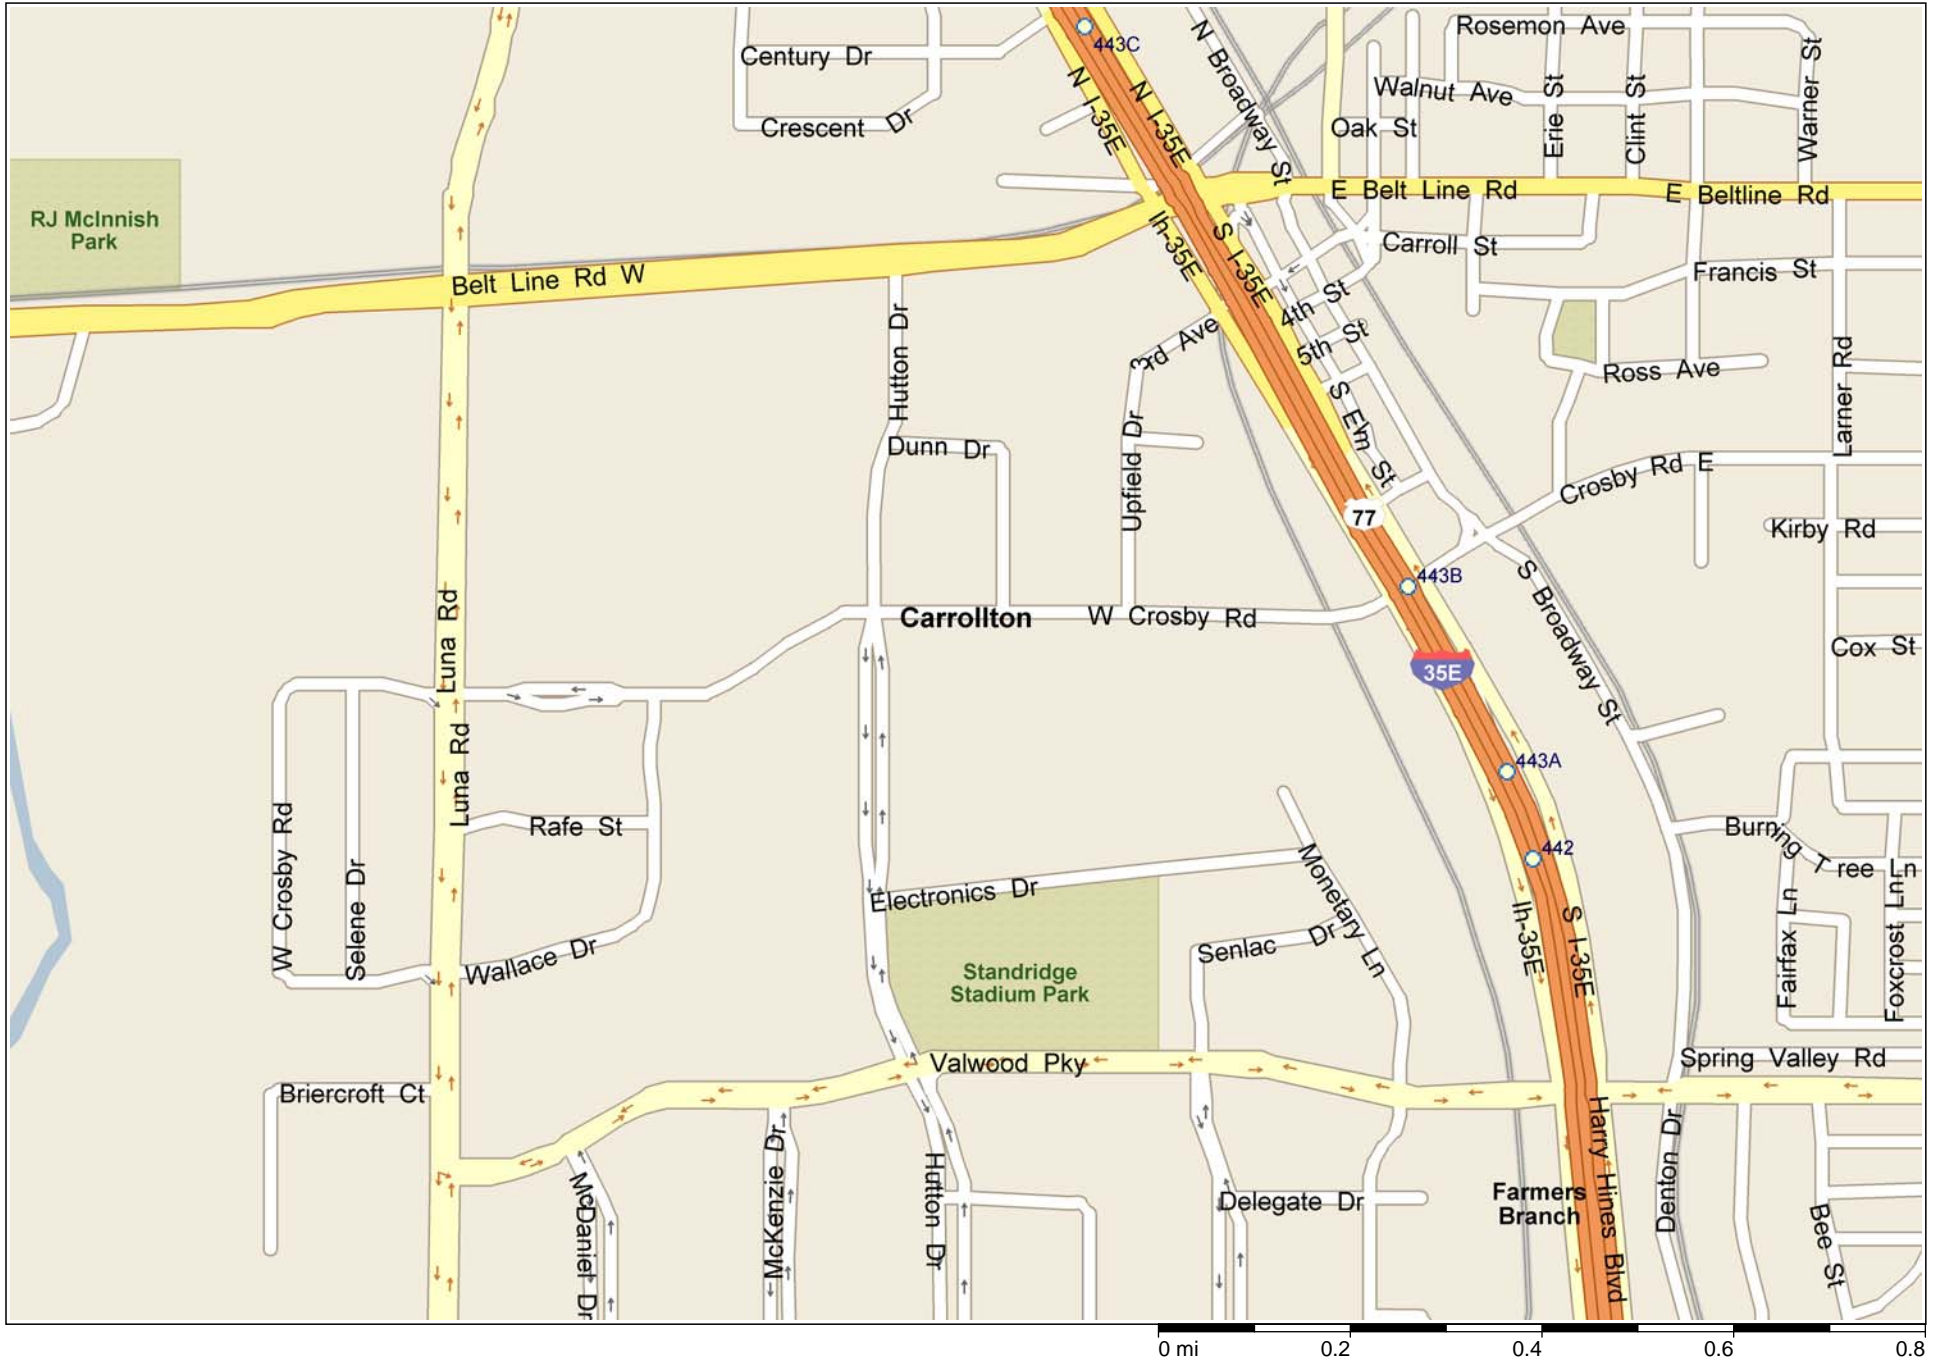 443C
Century Dr
Crescent Dr
N I-35E
N I-35E
N Broadway St
Rosemon Ave
Walnut Ave
Oak St
Erie St
Clint St
Warner St
E Belt Line Rd
E Beltline Rd
RJ McInnish
Park
Belt Line Rd W
Ih-35E
S I-35E
Carroll St
Francis St
4th St
5th St
3rd Ave
Hutton Dr
Ross Ave
Larner Rd
Dunn Dr
Upfield Dr
S Elm St
Crosby Rd E
77
Kirby Rd
443B
Luna Rd
Carrollton
W Crosby Rd
S Broadway St
Cox St
35E
Luna Rd
443A
W Crosby Rd
Selene Dr
Rafe St
Burning Tree Ln
442
Electronics Dr
Monetary Ln
Ih-35E
S I-35E
Fairfax Ln
Foxcrost Ln
Wallace Dr
Senlac Dr
Standridge
Stadium Park
Valwood Pky
Spring Valley Rd
Briercroft Ct
McDaniel Dr
McKenzie Dr
Hutton Dr
Delegate Dr
Farmers
Branch
Harry Hines Blvd
Denton Dr
Bee St
0 mi
0.2
0.4
0.6
0.8